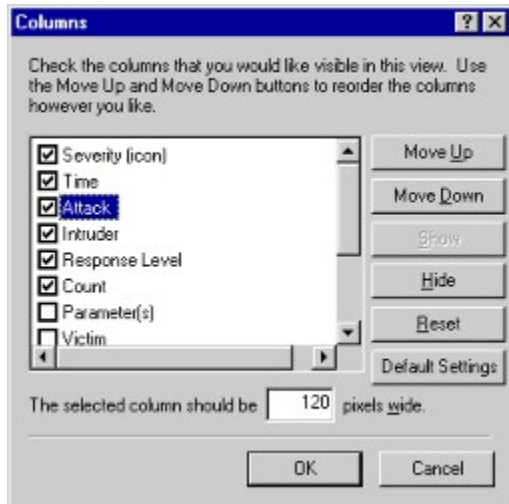 Columns
Check the columns that you would like visible in this view. Use
the Move Up and Move Down buttons to reorder the columns
however you like.
Severity (icon)
Time
Attack
Intruder
Response Level
Count
Parameter(s)
Victim
Move Up
Move Down
Show
Hide
Reset
Default Settings
The selected column should be 120 pixels wide.
OK
Cancel